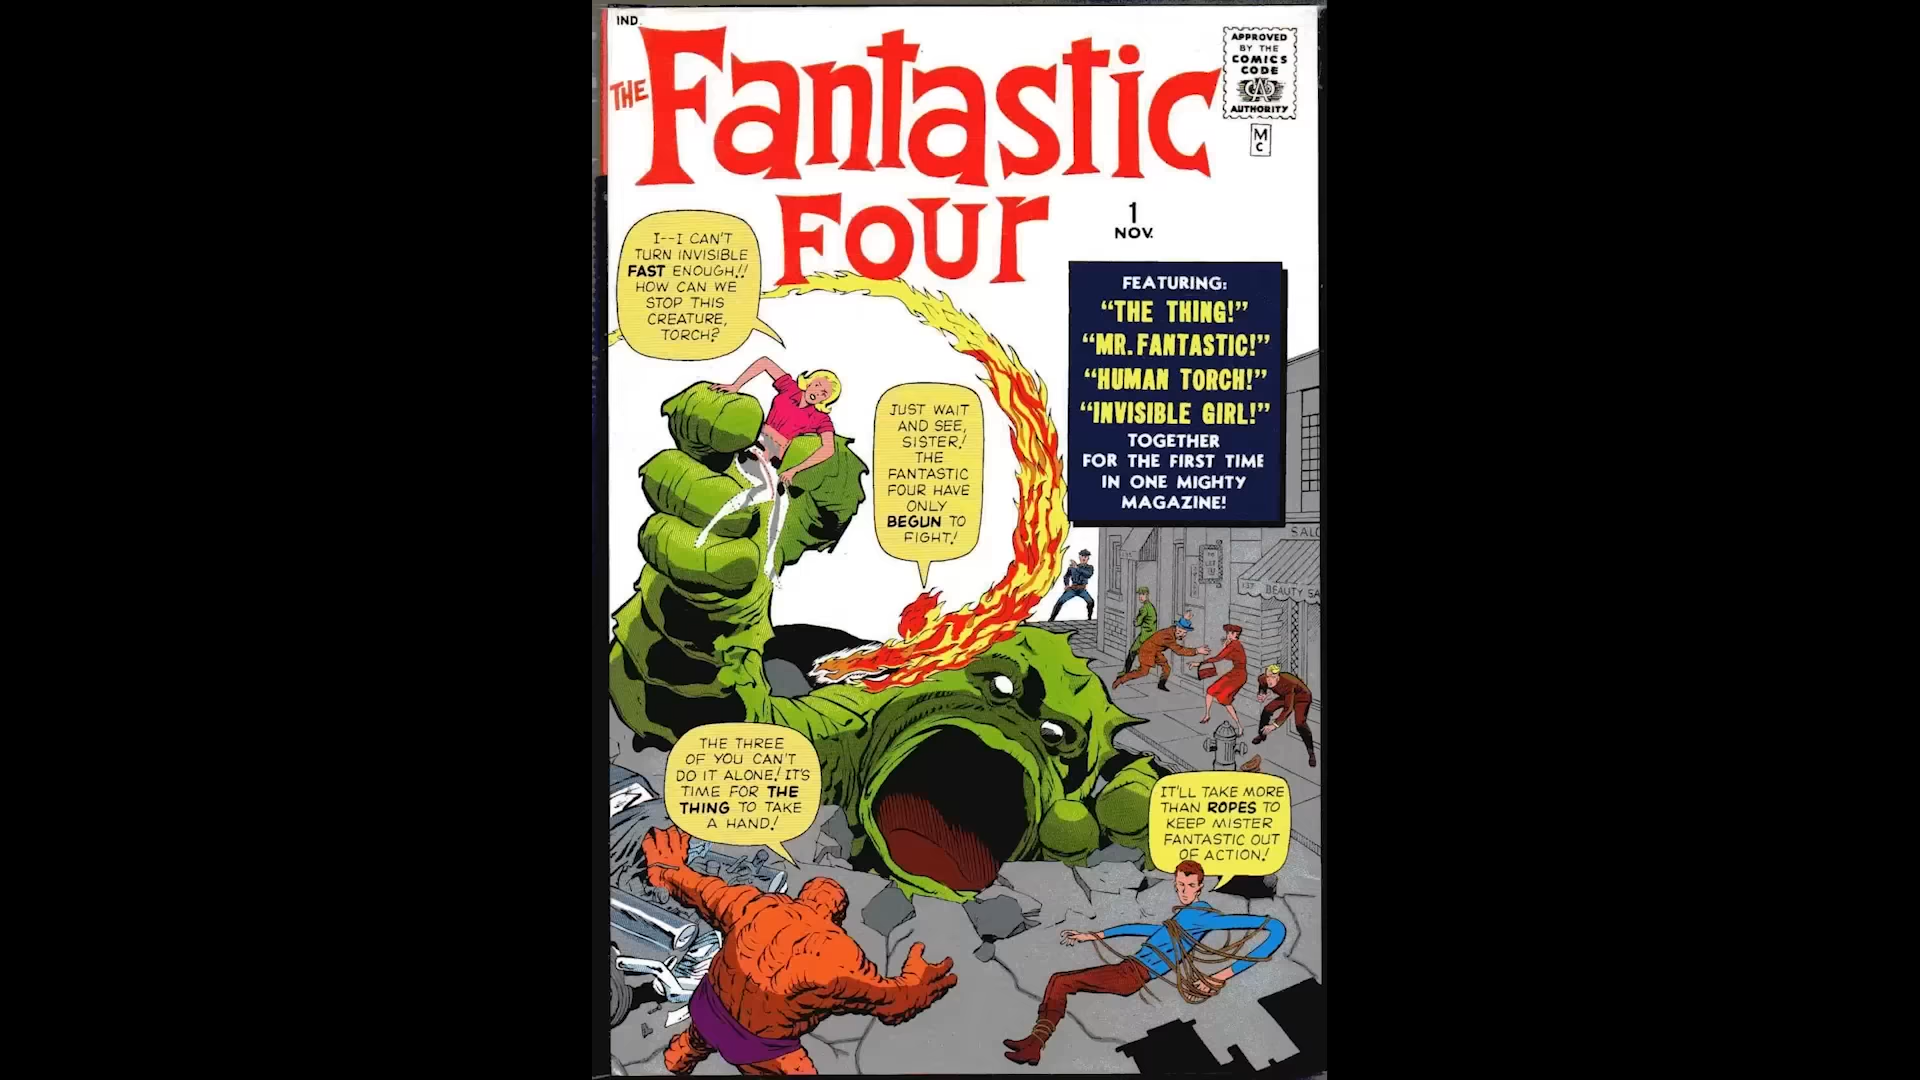 IND.
THE
Fantastic
Four
APPROVED
BY THE
COMICS
CODE
CA
AUTHORITY
M
C
1
NOV.
I--I CAN'T
TURN INVISIBLE
FAST ENOUGH!!
HOW CAN WE
STOP THIS
CREATURE,
TORCH?
FEATURING:
"THE THING!"
"MR. FANTASTIC!"
"HUMAN TORCH!"
"INVISIBLE GIRL!"
TOGETHER
FOR THE FIRST TIME
IN ONE MIGHTY
MAGAZINE!
JUST WAIT
AND SEE,
SISTER!
THE
FANTASTIC
FOUR HAVE
ONLY
BEGUN TO
FIGHT!
SALO
137
BEAUTY SA
THE THREE
OF YOU CAN'T
DO IT ALONE! IT'S
TIME FOR THE
THING TO TAKE
A HAND!
IT'LL TAKE MORE
THAN ROPES TO
KEEP MISTER
FANTASTIC OUT
OF ACTION!